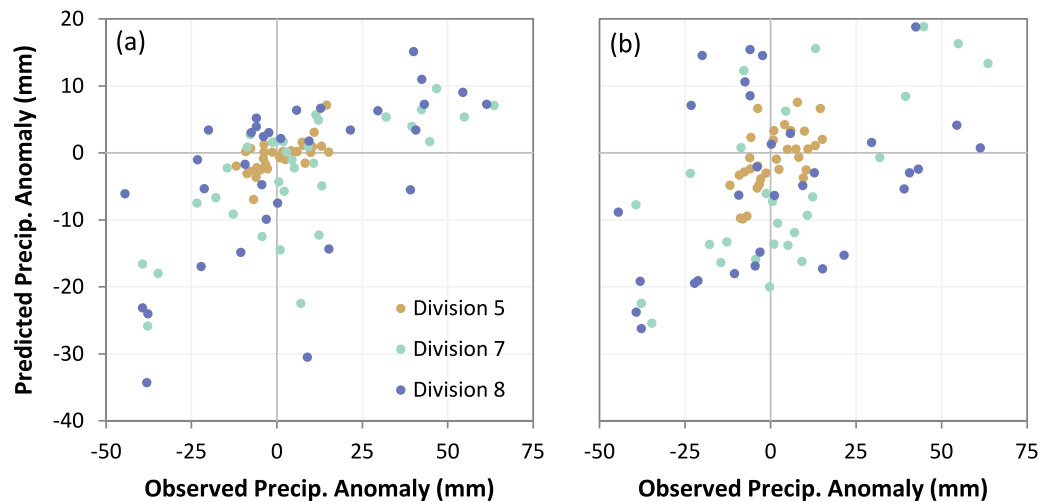 Predicted Precip. Anomaly (mm)
20
10
0
-10
-20
-30
-40
(a)
Division 5
Division 7
Division 8
-50 -25 0 25 50 75
Observed Precip. Anomaly (mm)
(b)
-50 -25 0 25 50 75
Observed Precip. Anomaly (mm)